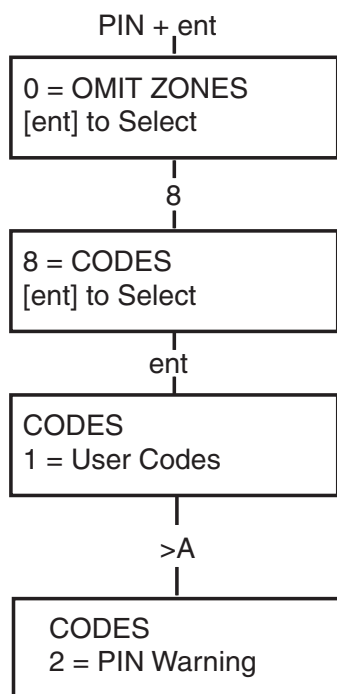 PIN + ent
0 = OMIT ZONES
[ent] to Select
8
8 = CODES
[ent] to Select
ent
CODES
1 = User Codes
>A
CODES
2 = PIN Warning